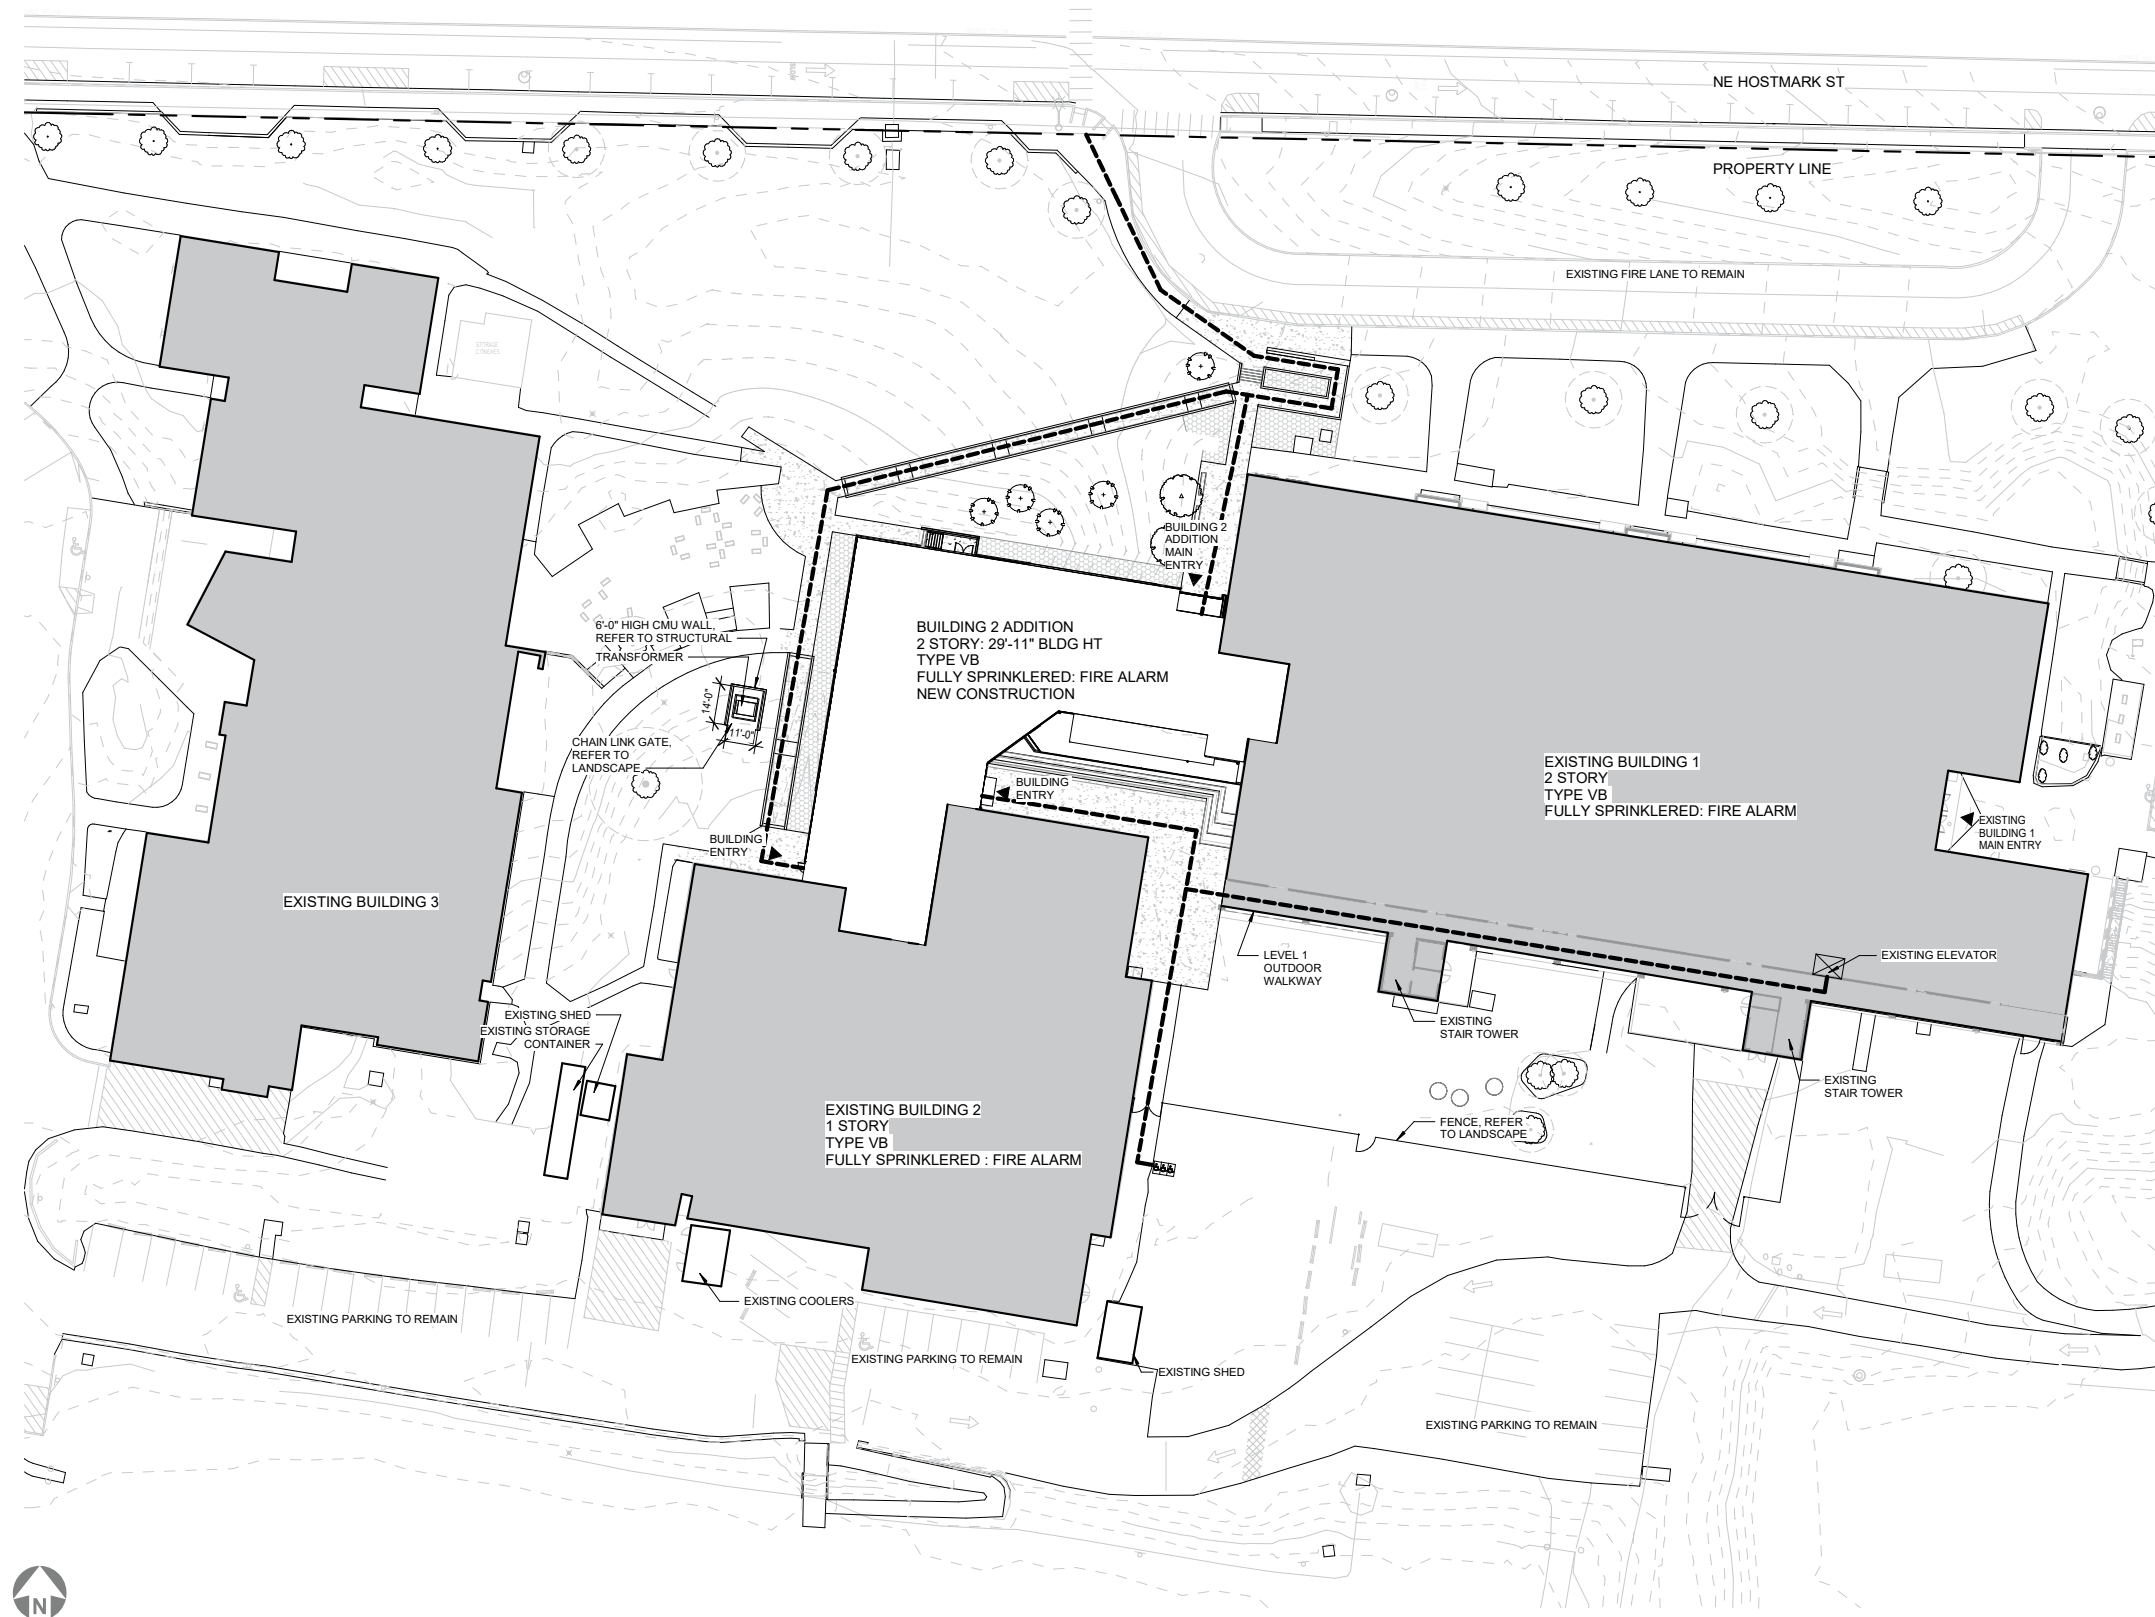 NE HOSTMARK ST
SLOW
PROPERTY LINE
EXISTING FIRE LANE TO REMAIN
STORAGE
BUILDING 2
ADDITION
MAIN
ENTRY
6'-0" HIGH CMU WALL,
REFER TO STRUCTURAL
TRANSFORMER
14'-0"
11'-0"
CHAIN LINK GATE,
REFER TO
LANDSCAPE
BUILDING 2 ADDITION
2 STORY: 29'-11" BLDG HT
TYPE VB
FULLY SPRINKLERED: FIRE ALARM
NEW CONSTRUCTION
BUILDING
ENTRY
BUILDING
ENTRY
EXISTING BUILDING 1
2 STORY
TYPE VB
FULLY SPRINKLERED: FIRE ALARM
EXISTING
BUILDING 1
MAIN ENTRY
EXISTING BUILDING 3
LEVEL 1
OUTDOOR
WALKWAY
EXISTING ELEVATOR
EXISTING SHED
EXISTING STORAGE
CONTAINER
EXISTING
STAIR TOWER
EXISTING
STAIR TOWER
EXISTING BUILDING 2
1 STORY
TYPE VB
FULLY SPRINKLERED : FIRE ALARM
FENCE, REFER
TO LANDSCAPE
EXISTING COOLERS
EXISTING PARKING TO REMAIN
EXISTING PARKING TO REMAIN
EXISTING SHED
EXISTING PARKING TO REMAIN
N